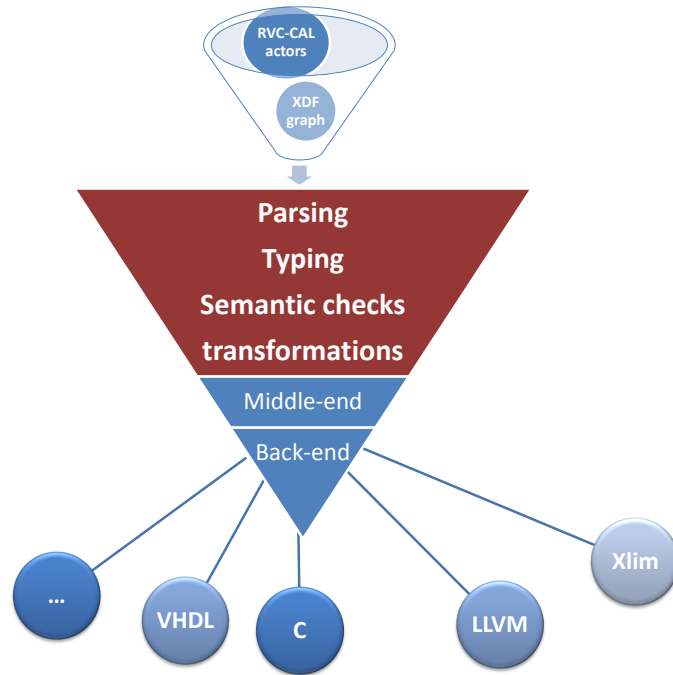 RVC-CAL
actors
XDF
graph
Parsing
Typing
Semantic checks
transformations
Middle-end
Back-end
Xlim
...
VHDL
C
LLVM